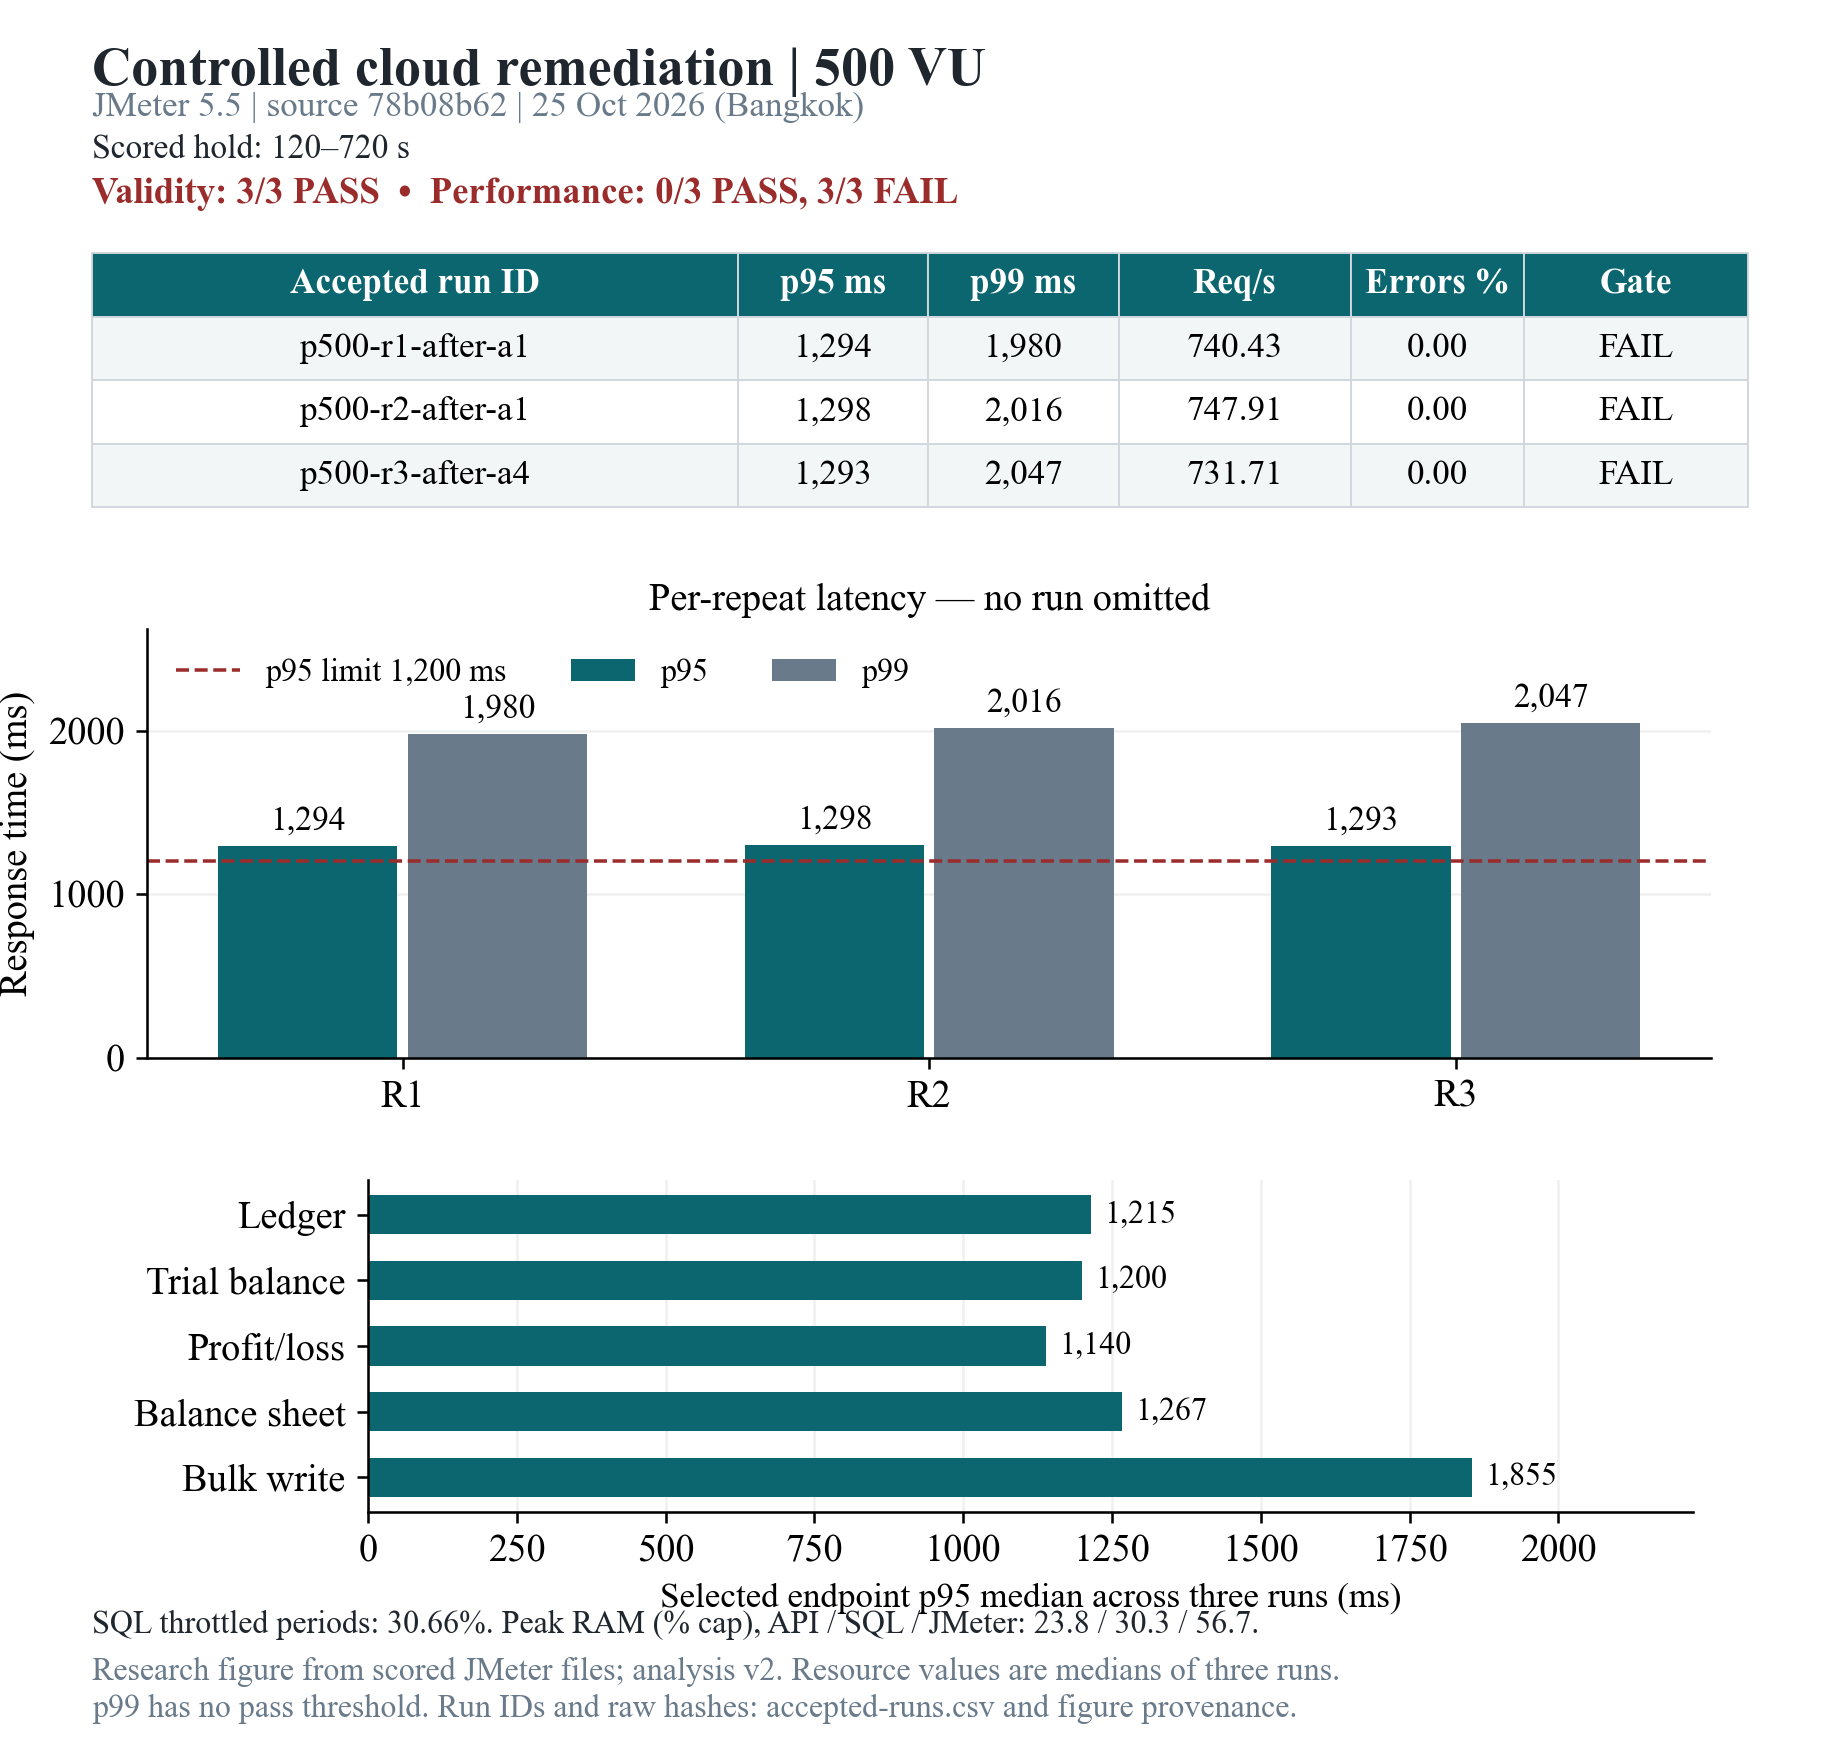 Controlled cloud remediation | 500 VU
JMeter 5.5 | source 78b08b62 | 25 Oct 2026 (Bangkok)
Scored hold: 120–720 s
Validity: 3/3 PASS • Performance: 0/3 PASS, 3/3 FAIL
Accepted run ID p95 ms p99 ms Req/s Errors % Gate
p500-r1-after-a1 1,294 1,980 740.43 0.00 FAIL
p500-r2-after-a1 1,298 2,016 747.91 0.00 FAIL
p500-r3-after-a4 1,293 2,047 731.71 0.00 FAIL
Per-repeat latency — no run omitted
p95 limit 1,200 ms p95 p99
1,980 2,016 2,047
1,294 1,298 1,293
Response time (ms)
2000
1000
0
R1 R2 R3
Ledger 1,215
Trial balance 1,200
Profit/loss 1,140
Balance sheet 1,267
Bulk write 1,855
0 250 500 750 1000 1250 1500 1750 2000
Selected endpoint p95 median across three runs (ms)
SQL throttled periods: 30.66%. Peak RAM (% cap), API / SQL / JMeter: 23.8 / 30.3 / 56.7.
Research figure from scored JMeter files; analysis v2. Resource values are medians of three runs.
p99 has no pass threshold. Run IDs and raw hashes: accepted-runs.csv and figure provenance.